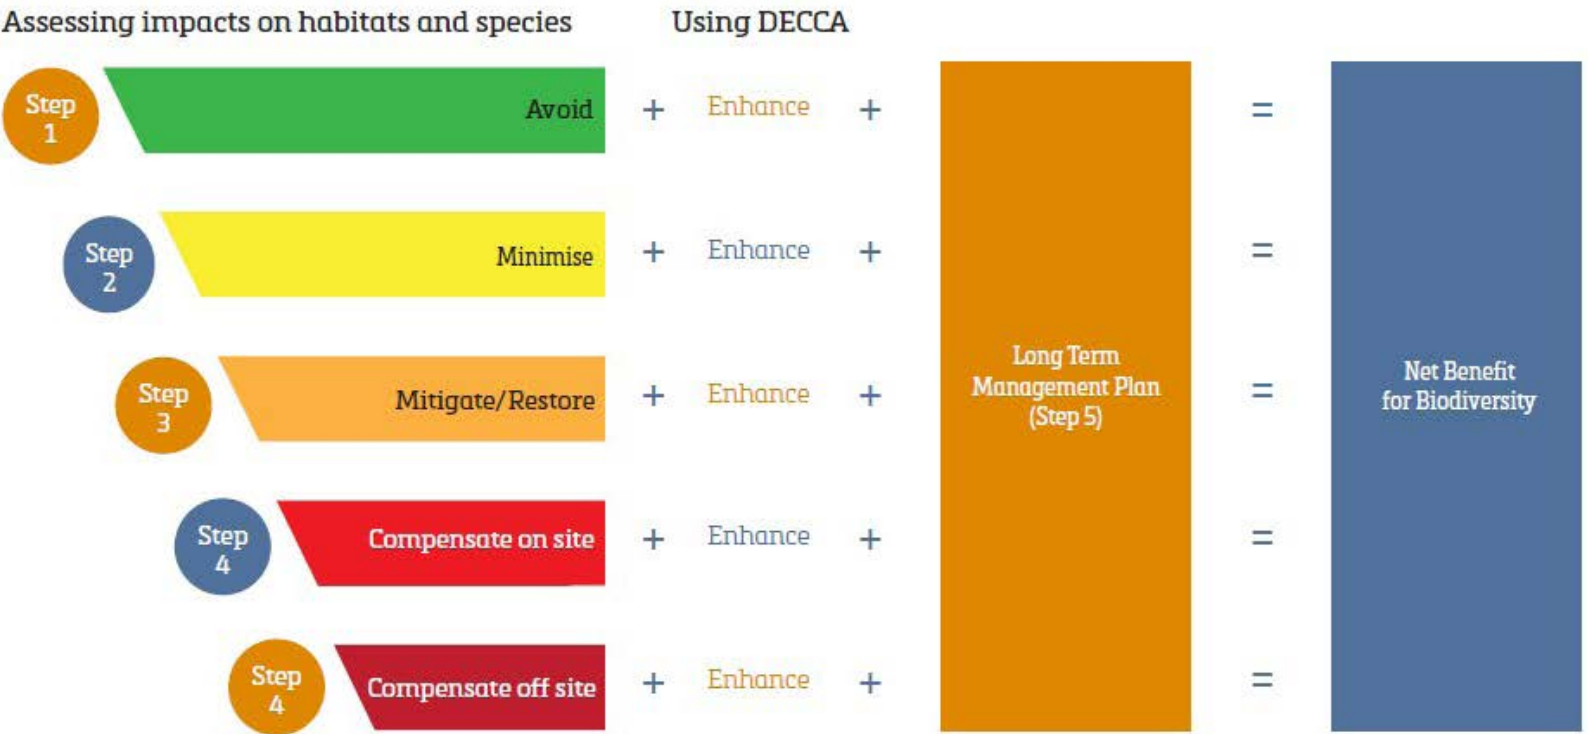 Assessing impacts on habitats and species
Using DECCA
Step
1
Avoid
+
Enhance
+
=
Step
2
Minimise
+
Enhance
+
=
Step
3
Mitigate/Restore
+
Enhance
+
Long Term
Management Plan
(Step 5)
=
Net Benefit
for Biodiversity
Step
4
Compensate on site
+
Enhance
+
=
Step
4
Compensate off site
+
Enhance
+
=